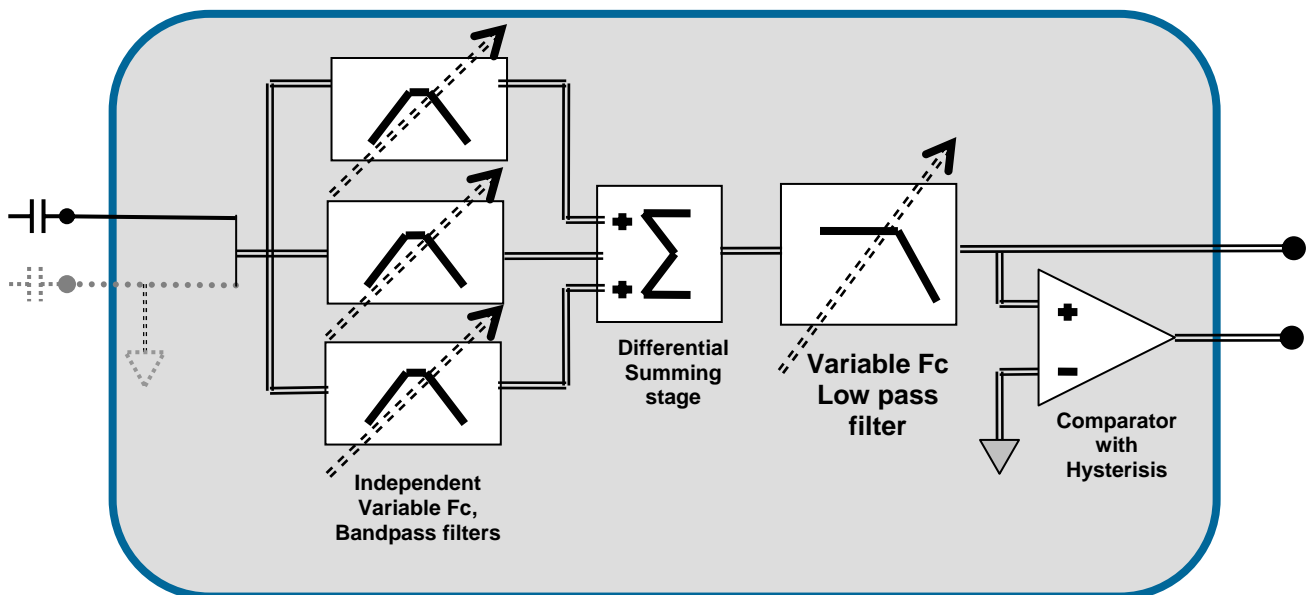 Differential
Summing
stage
Variable Fc
Low pass
filter
Comparator
with
Hysterisis
Independent
Variable Fc,
Bandpass filters